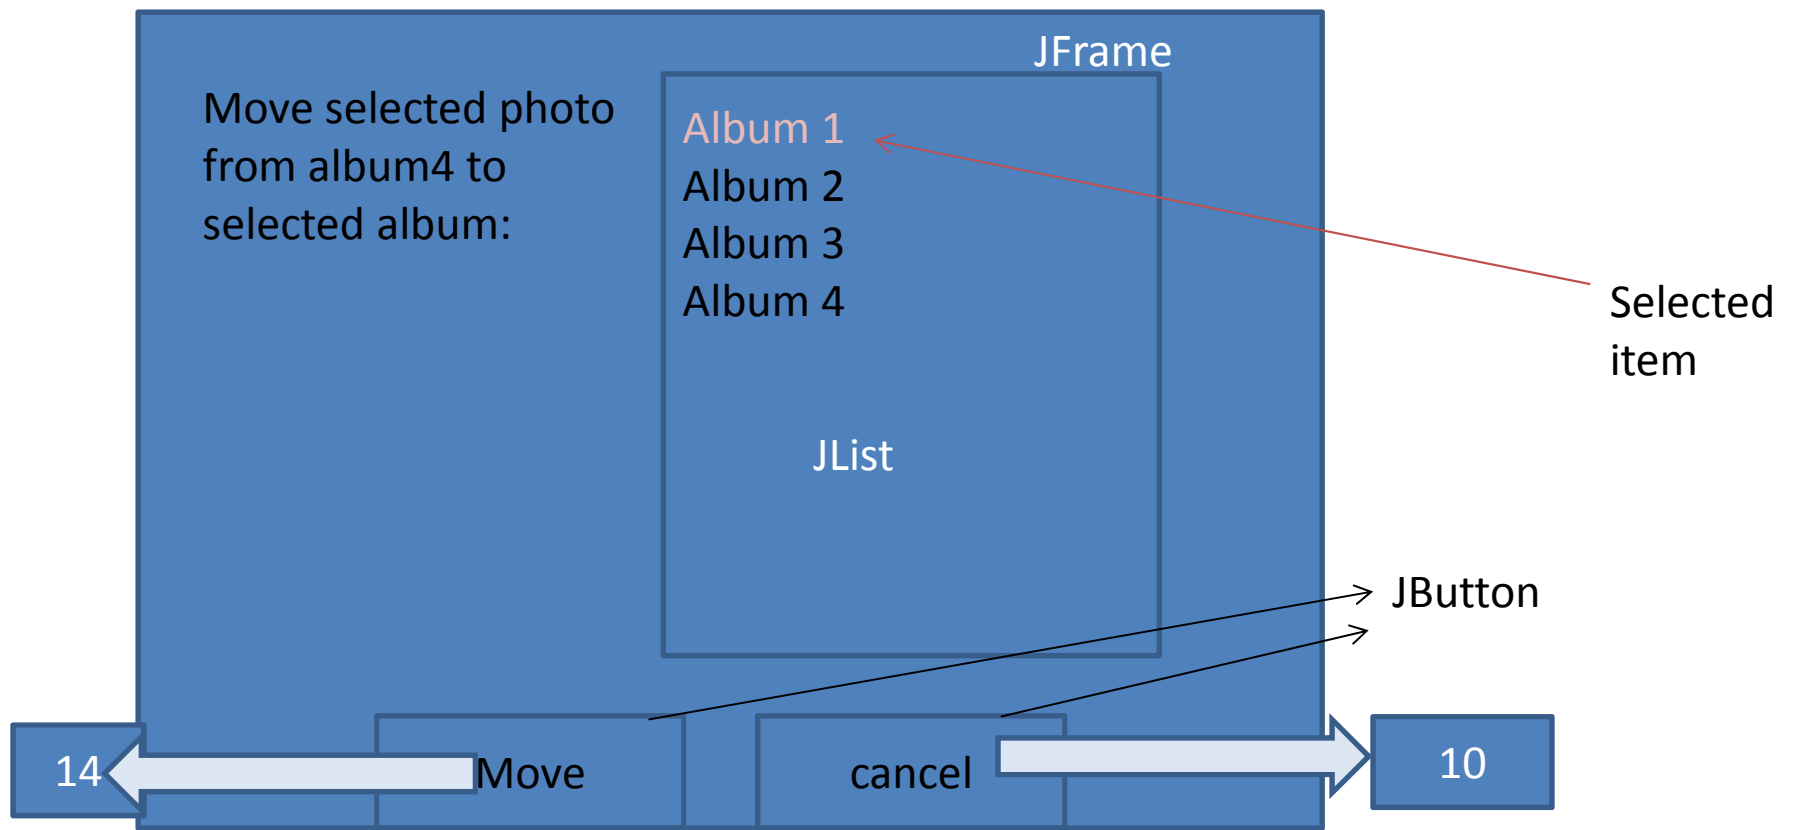 JFrame
Move selected photo
from album4 to
selected album:
Album 1
Album 2
Album 3
Album 4
JList
Selected
item
JButton
14
Move
cancel
10